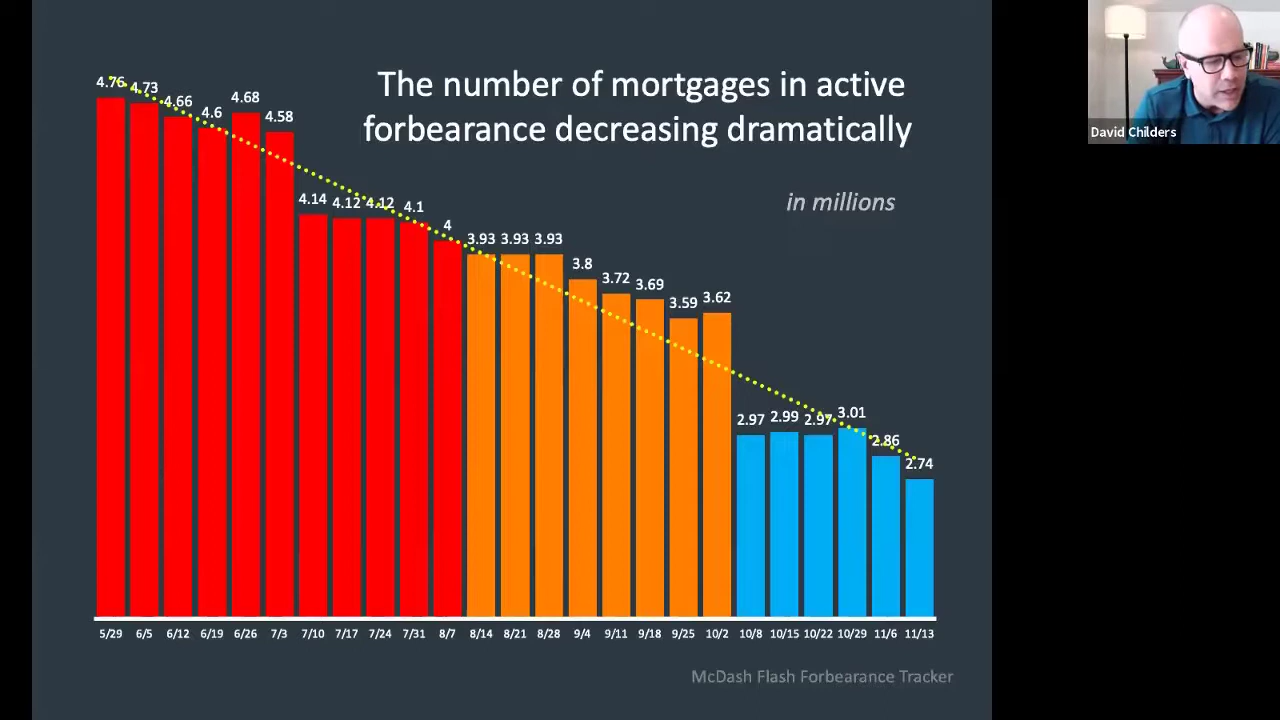 The number of mortgages in active
forbearance decreasing dramatically
in millions
4.76 4.73 4.66 4.6 4.68 4.58 4.14 4.12 4.12 4.1 4 3.93 3.93 3.93 3.8 3.72 3.69 3.59 3.62 2.97 2.99 2.97 3.01 2.86 2.74
5/29 6/5 6/12 6/19 6/26 7/3 7/10 7/17 7/24 7/31 8/7 8/14 8/21 8/28 9/4 9/11 9/18 9/25 10/2 10/8 10/15 10/22 10/29 11/6 11/13
McDash Flash Forbearance Tracker
David Childers